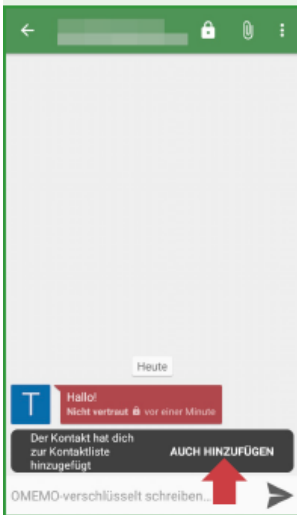 Heute
T
Hallo!
Nicht vertraut vor einer Minute
Der Kontakt hat dich
zur Kontaktliste
hinzugefügt
AUCH HINZUFÜGEN
OMEMO-verschlüsselt schreiben...